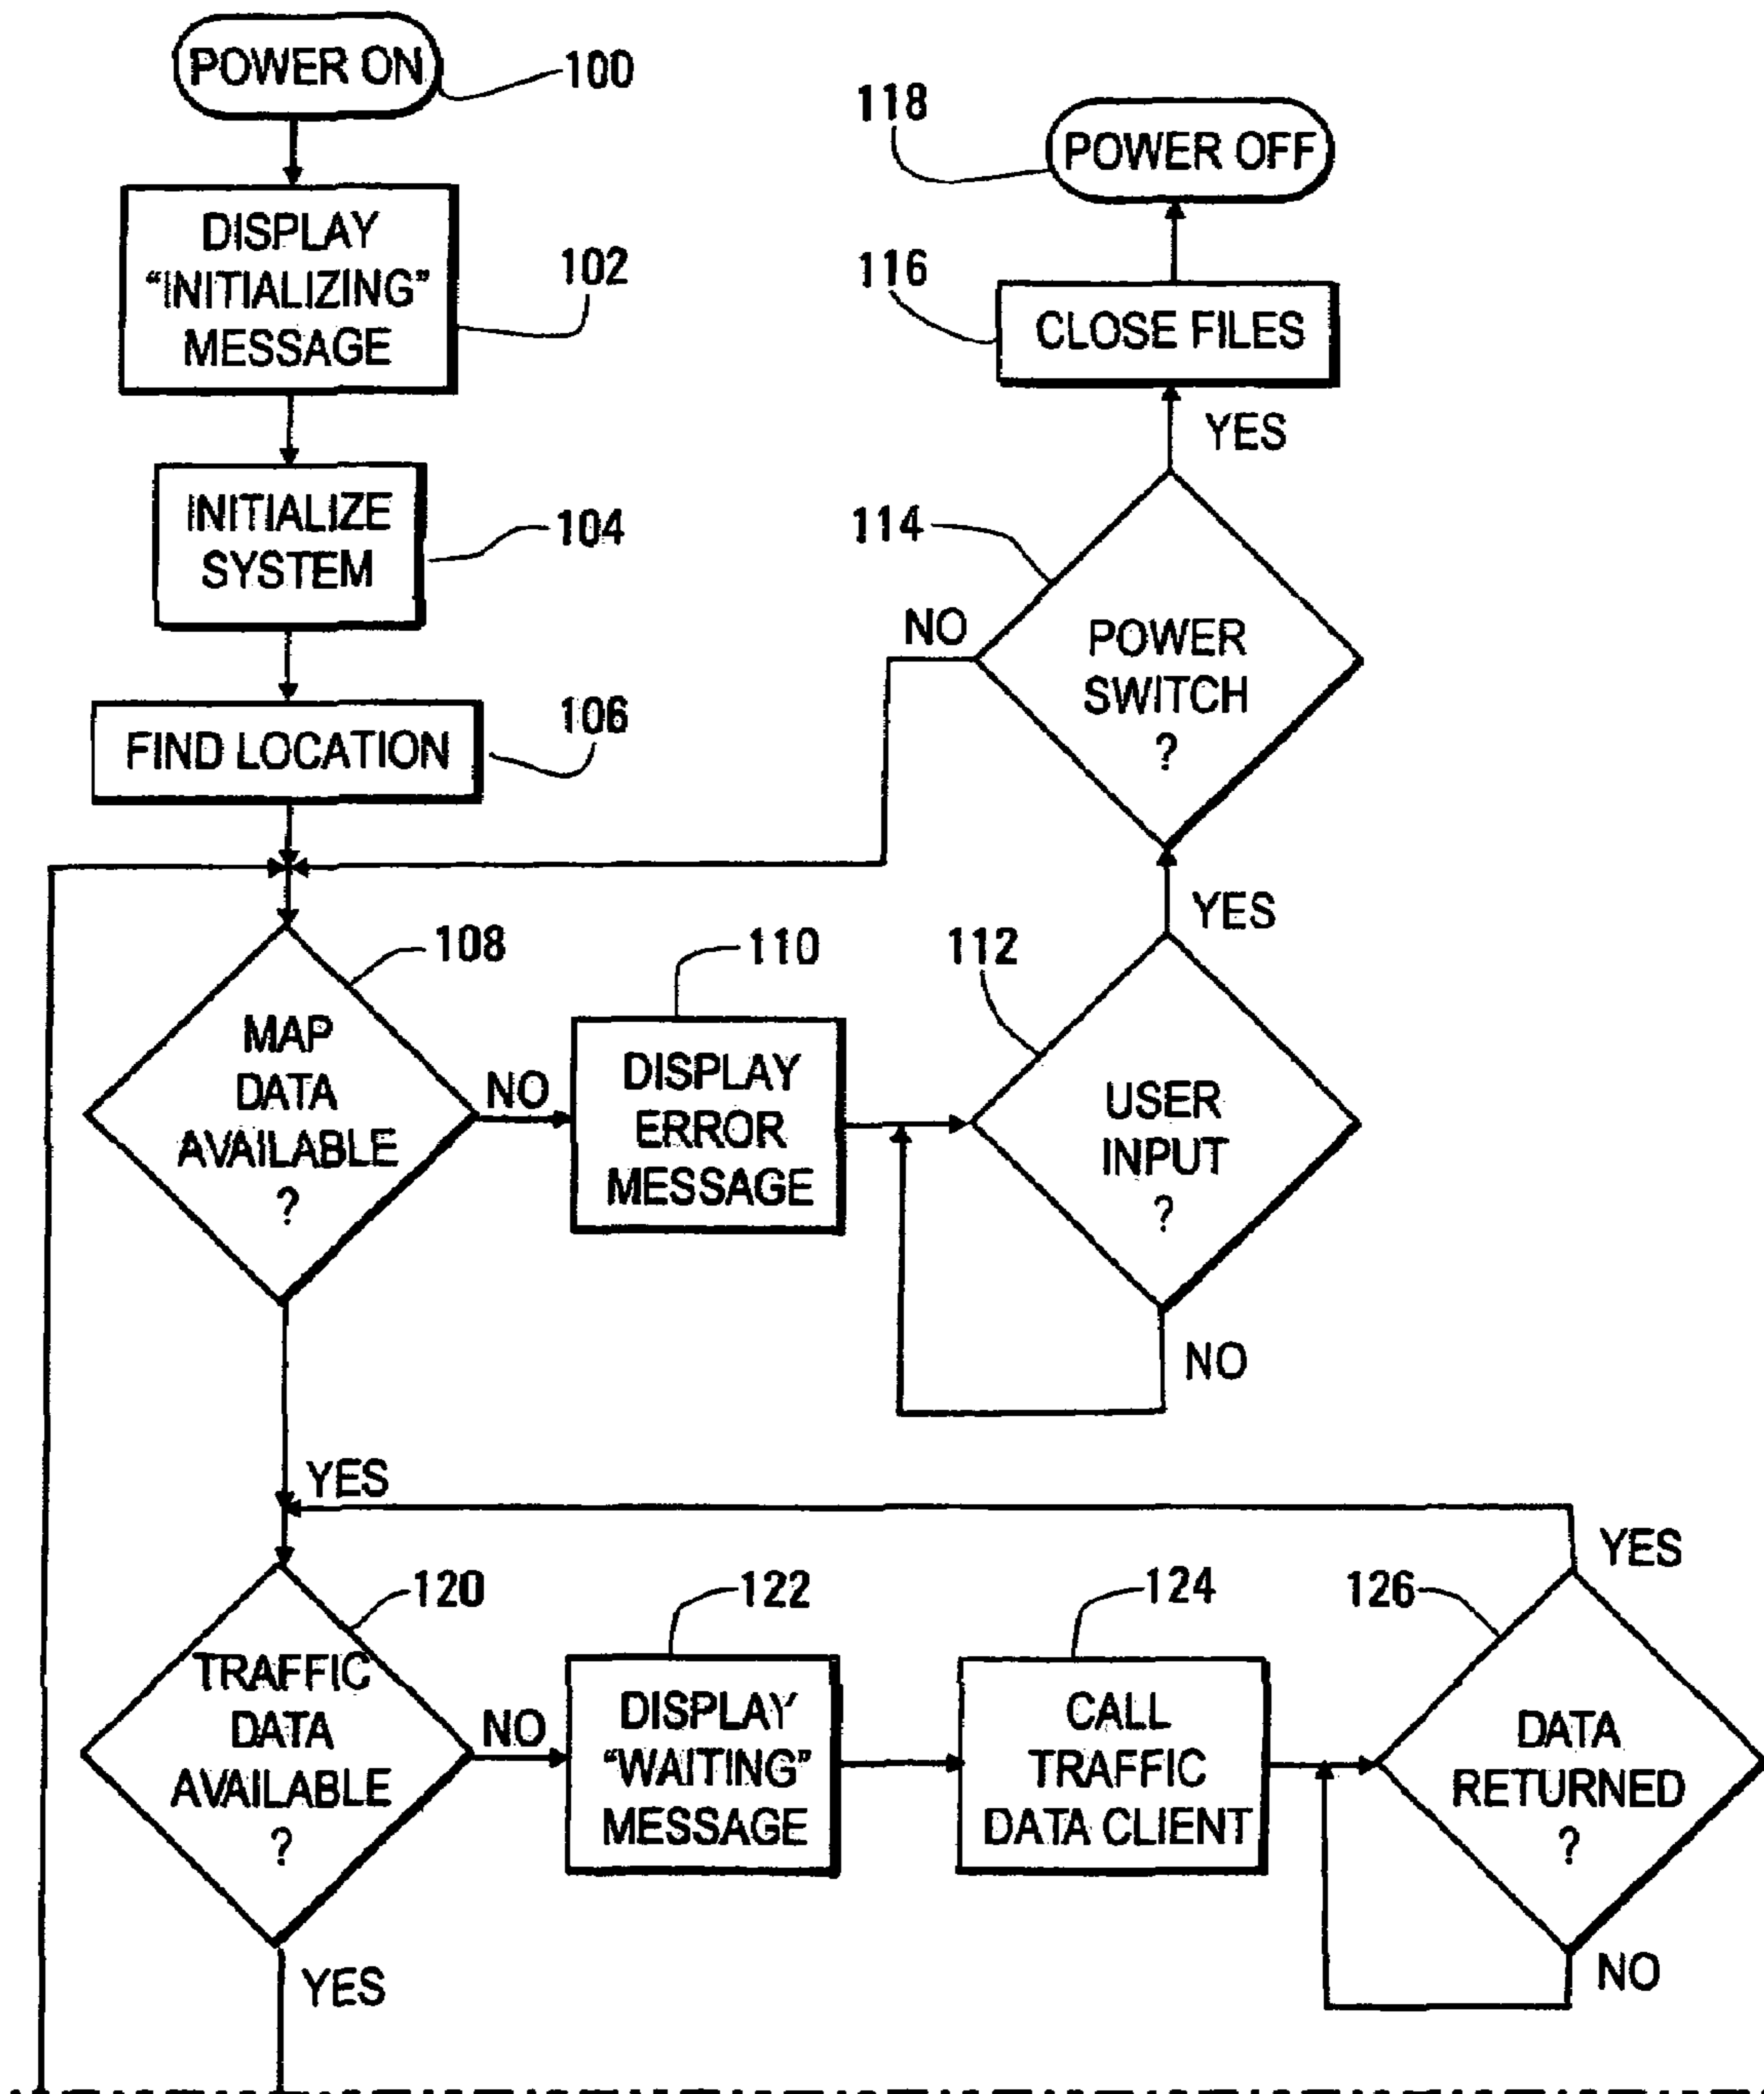 POWER ON
100
DISPLAY
“INITIALIZING”
MESSAGE
102
INITIALIZE
SYSTEM
104
FIND LOCATION
106
118
POWER OFF
116
CLOSE FILES
YES
114
NO
POWER
SWITCH
?
YES
108
MAP
DATA
AVAILABLE
?
NO
110
DISPLAY
ERROR
MESSAGE
112
USER
INPUT
?
NO
YES
120
TRAFFIC
DATA
AVAILABLE
?
NO
122
DISPLAY
“WAITING”
MESSAGE
124
CALL
TRAFFIC
DATA CLIENT
126
YES
DATA
RETURNED
?
NO
YES